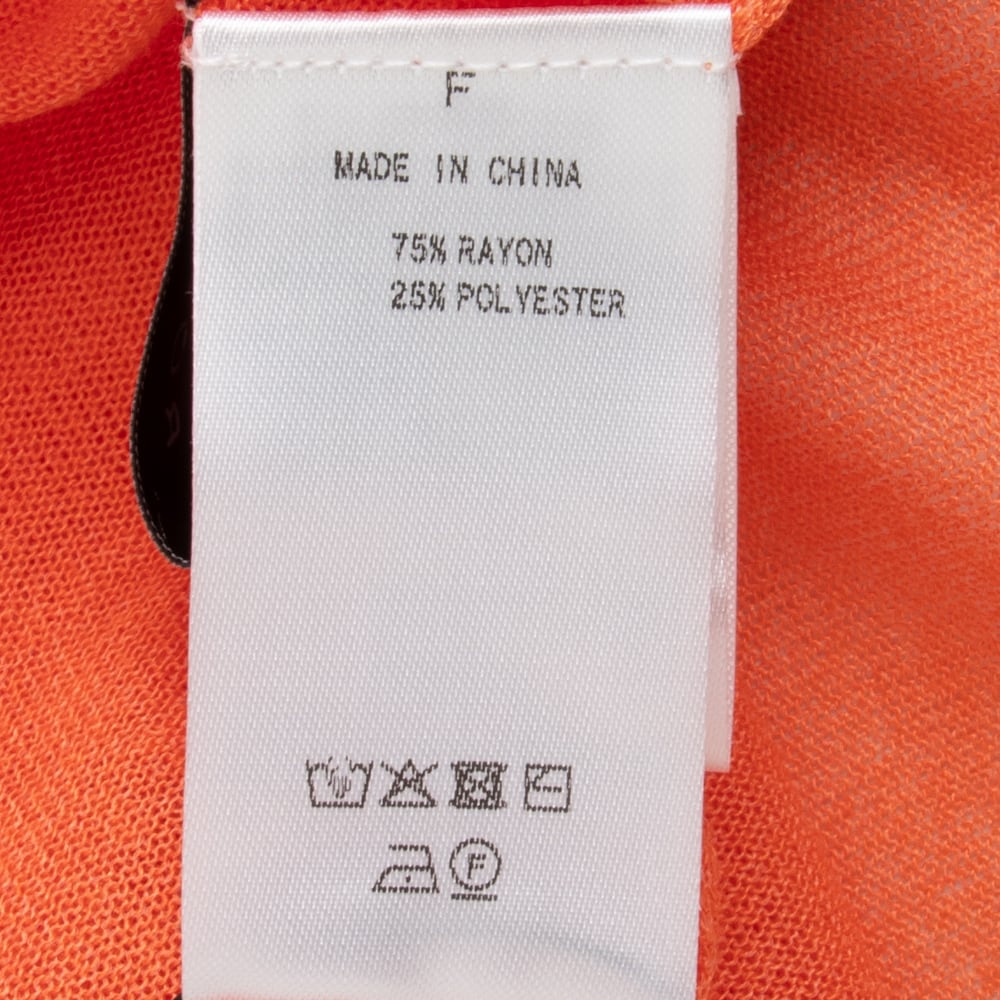 F
MADE IN CHINA
75% RAYON
25% POLYESTER
F